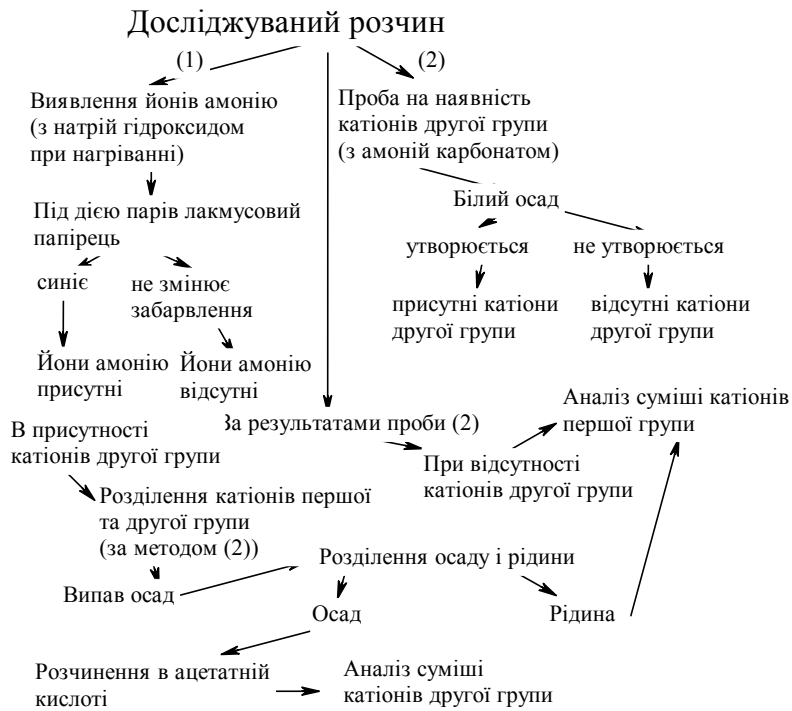 Досліджуваний розчин
(1)
(2)
Виявлення йонів амонію
(з натрій гідроксидом
при нагріванні)
Проба на наявність
катіонів другої групи
(з амоній карбонатом)
Під дією парів лакмусовий
папірець
Білий осад
утворюється
не утворюється
синіє
не змінює
забарвлення
присутні катіони
другої групи
відсутні катіони
другої групи
Йони амонію
присутні
Йони амонію
відсутні
Аналіз суміші катіонів
першої групи
За результатами проби (2)
В присутності
катіонів другої групи
При відсутності
катіонів другої групи
Розділення катіонів першої
та другої групи
(за методом (2))
Розділення осаду і рідини
Випав осад
Осад
Рідина
Розчинення в ацетатній
кислоті
Аналіз суміші
катіонів другої групи